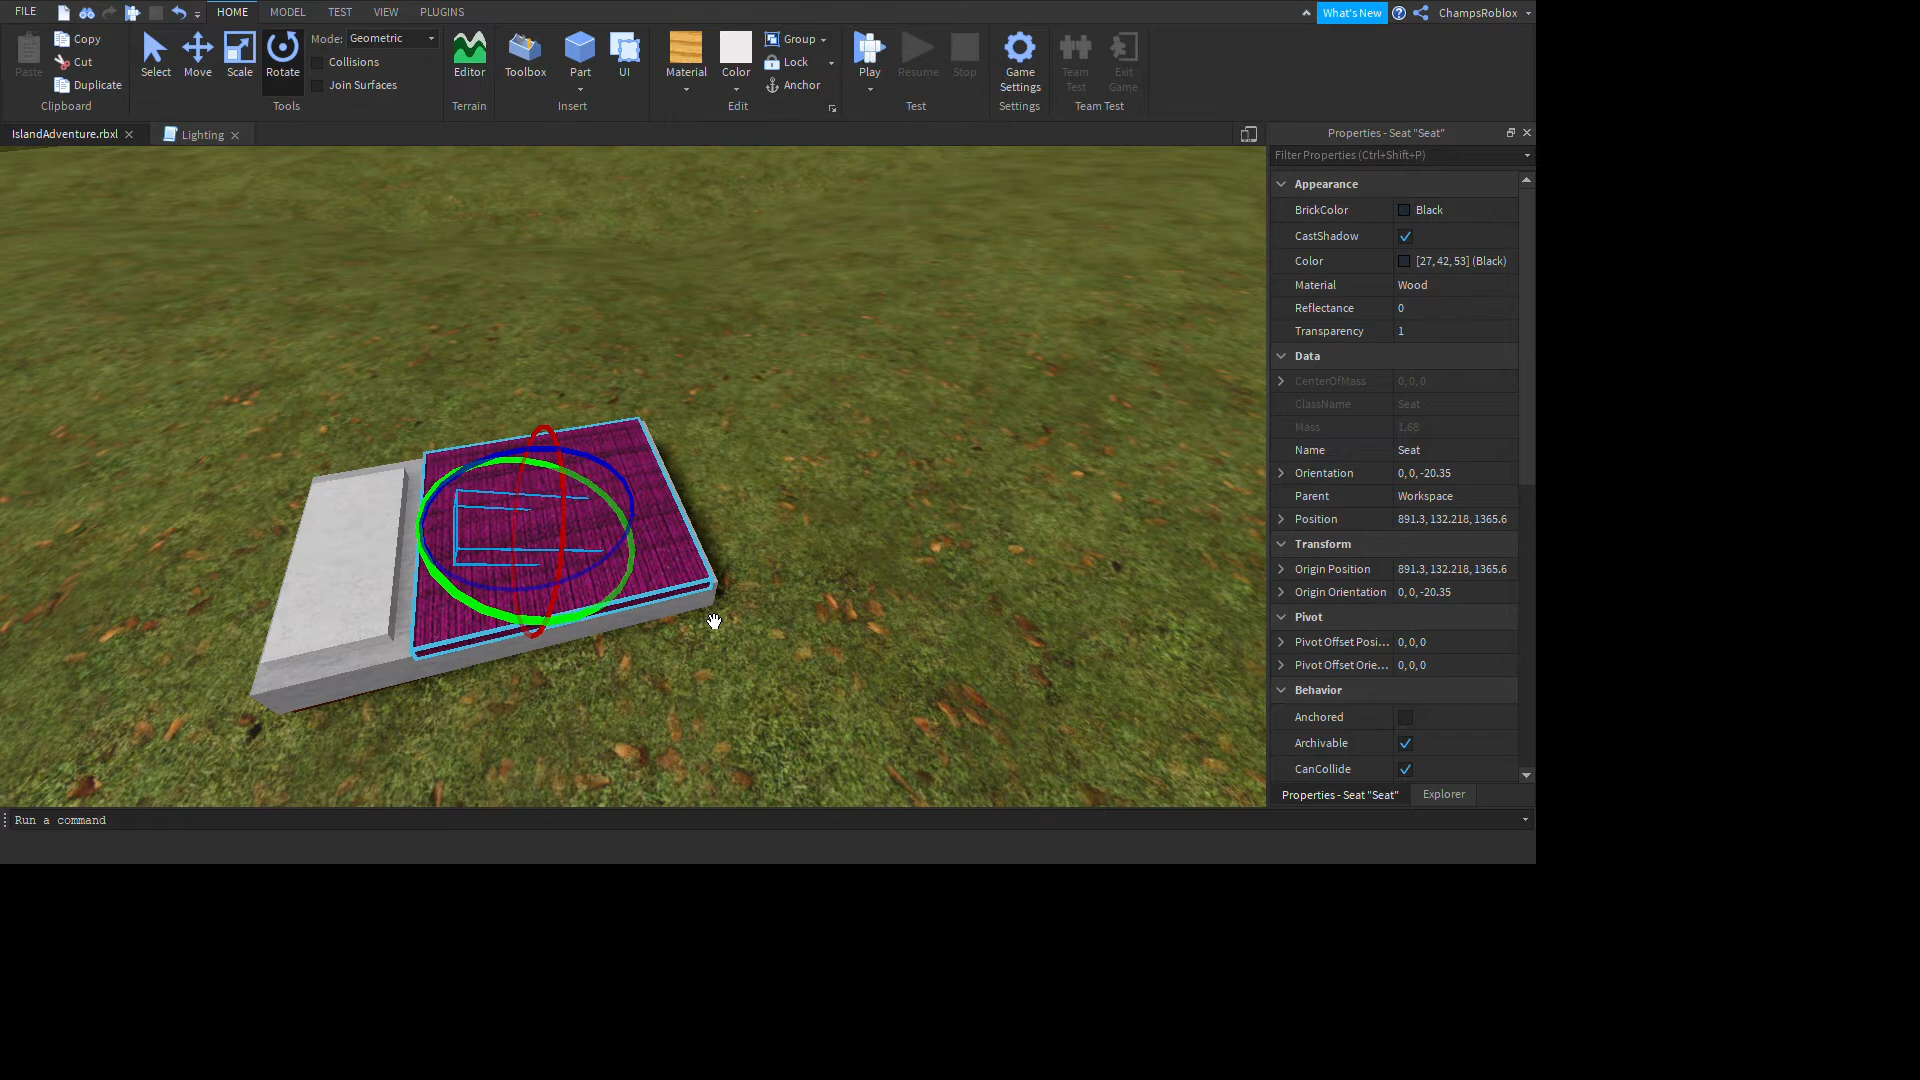 FILE HOME MODEL TEST VIEW PLUGINS What's New ChampsRoblox
Paste Copy Cut Duplicate Clipboard
Select Move Scale Rotate Mode: Geometric Collisions Join Surfaces Tools
Editor Terrain
Toolbox Part UI Insert
Material Color Group Lock Anchor Edit
Play Resume Stop Test
Game Settings Settings
Team Test Exit Game Team Test
IslandAdventure.rbxl Lighting
Properties - Seat "Seat"
Filter Properties (Ctrl+Shift+P)
Appearance
BrickColor Black
CastShadow
Color [27, 42, 53] (Black)
Material Wood
Reflectance 0
Transparency 1
Data
CenterOfMass 0, 0, 0
ClassName Seat
Mass 1.68
Name Seat
Orientation 0, 0, -20.35
Parent Workspace
Position 891.3, 132.218, 1365.6
Transform
Origin Position 891.3, 132.218, 1365.6
Origin Orientation 0, 0, -20.35
Pivot
Pivot Offset Posi... 0, 0, 0
Pivot Offset Orie... 0, 0, 0
Behavior
Anchored
Archivable
CanCollide
Properties - Seat "Seat" Explorer
Run a command